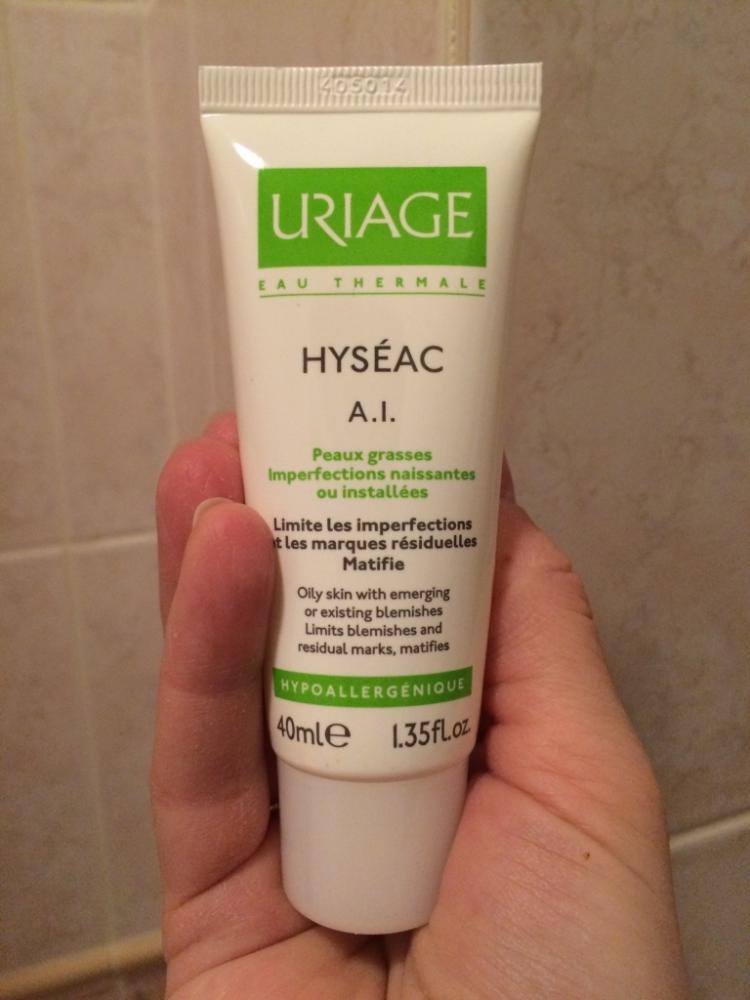 405014
URIAGE
EAU THERMALE
HYSÉAC
A.I.
Peaux grasses
Imperfections naissantes
ou installées
Limite les imperfections
et les marques résiduelles
Matifie
Oily skin with emerging
or existing blemishes
Limits blemishes and
residual marks, matifies
HYPOALLERGÉNIQUE
40ml℮ 1.35fl.oz.